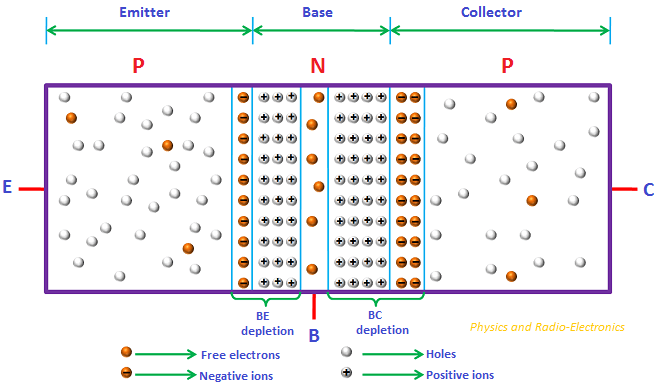 Emitter Base Collector
P N P
E C
BE
depletion
B
BC
depletion
Physics and Radio-Electronics
Free electrons Holes
Negative ions Positive ions